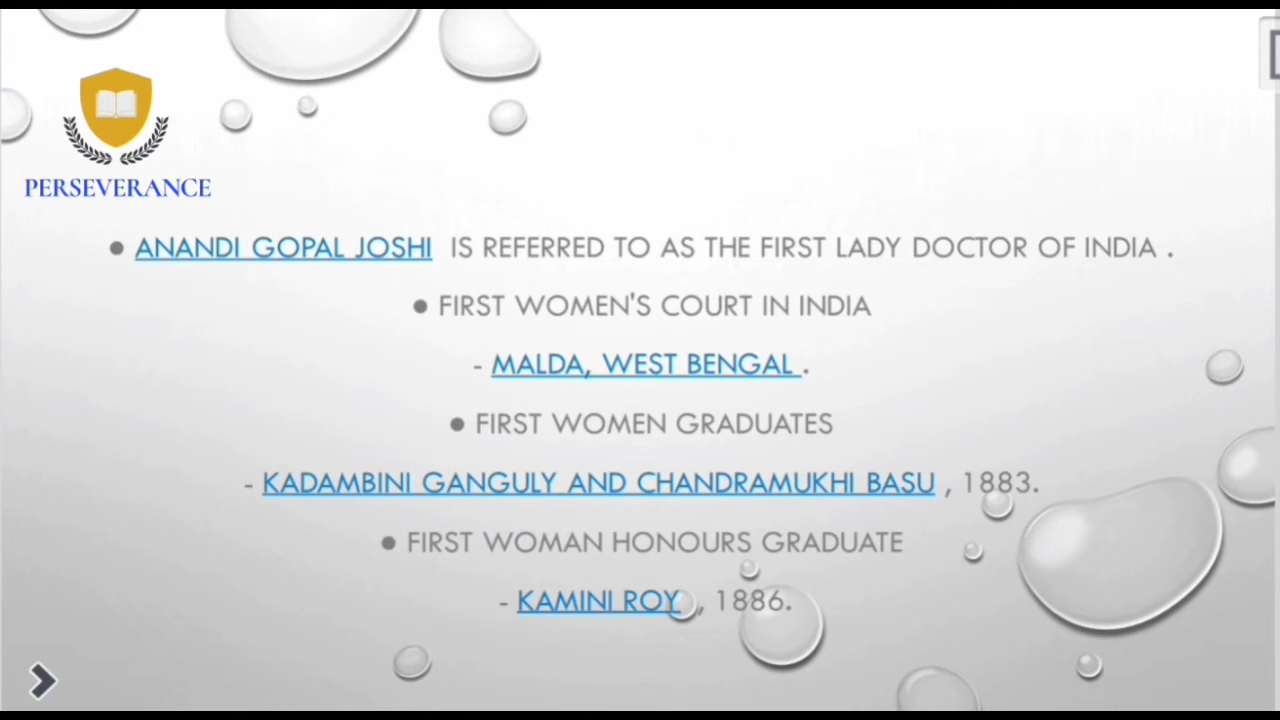 PERSEVERANCE
● ANANDI GOPAL JOSHI IS REFERRED TO AS THE FIRST LADY DOCTOR OF INDIA .
● FIRST WOMEN'S COURT IN INDIA
- MALDA, WEST BENGAL .
● FIRST WOMEN GRADUATES
- KADAMBINI GANGULY AND CHANDRAMUKHI BASU , 1883.
● FIRST WOMAN HONOURS GRADUATE
- KAMINI ROY , 1886.